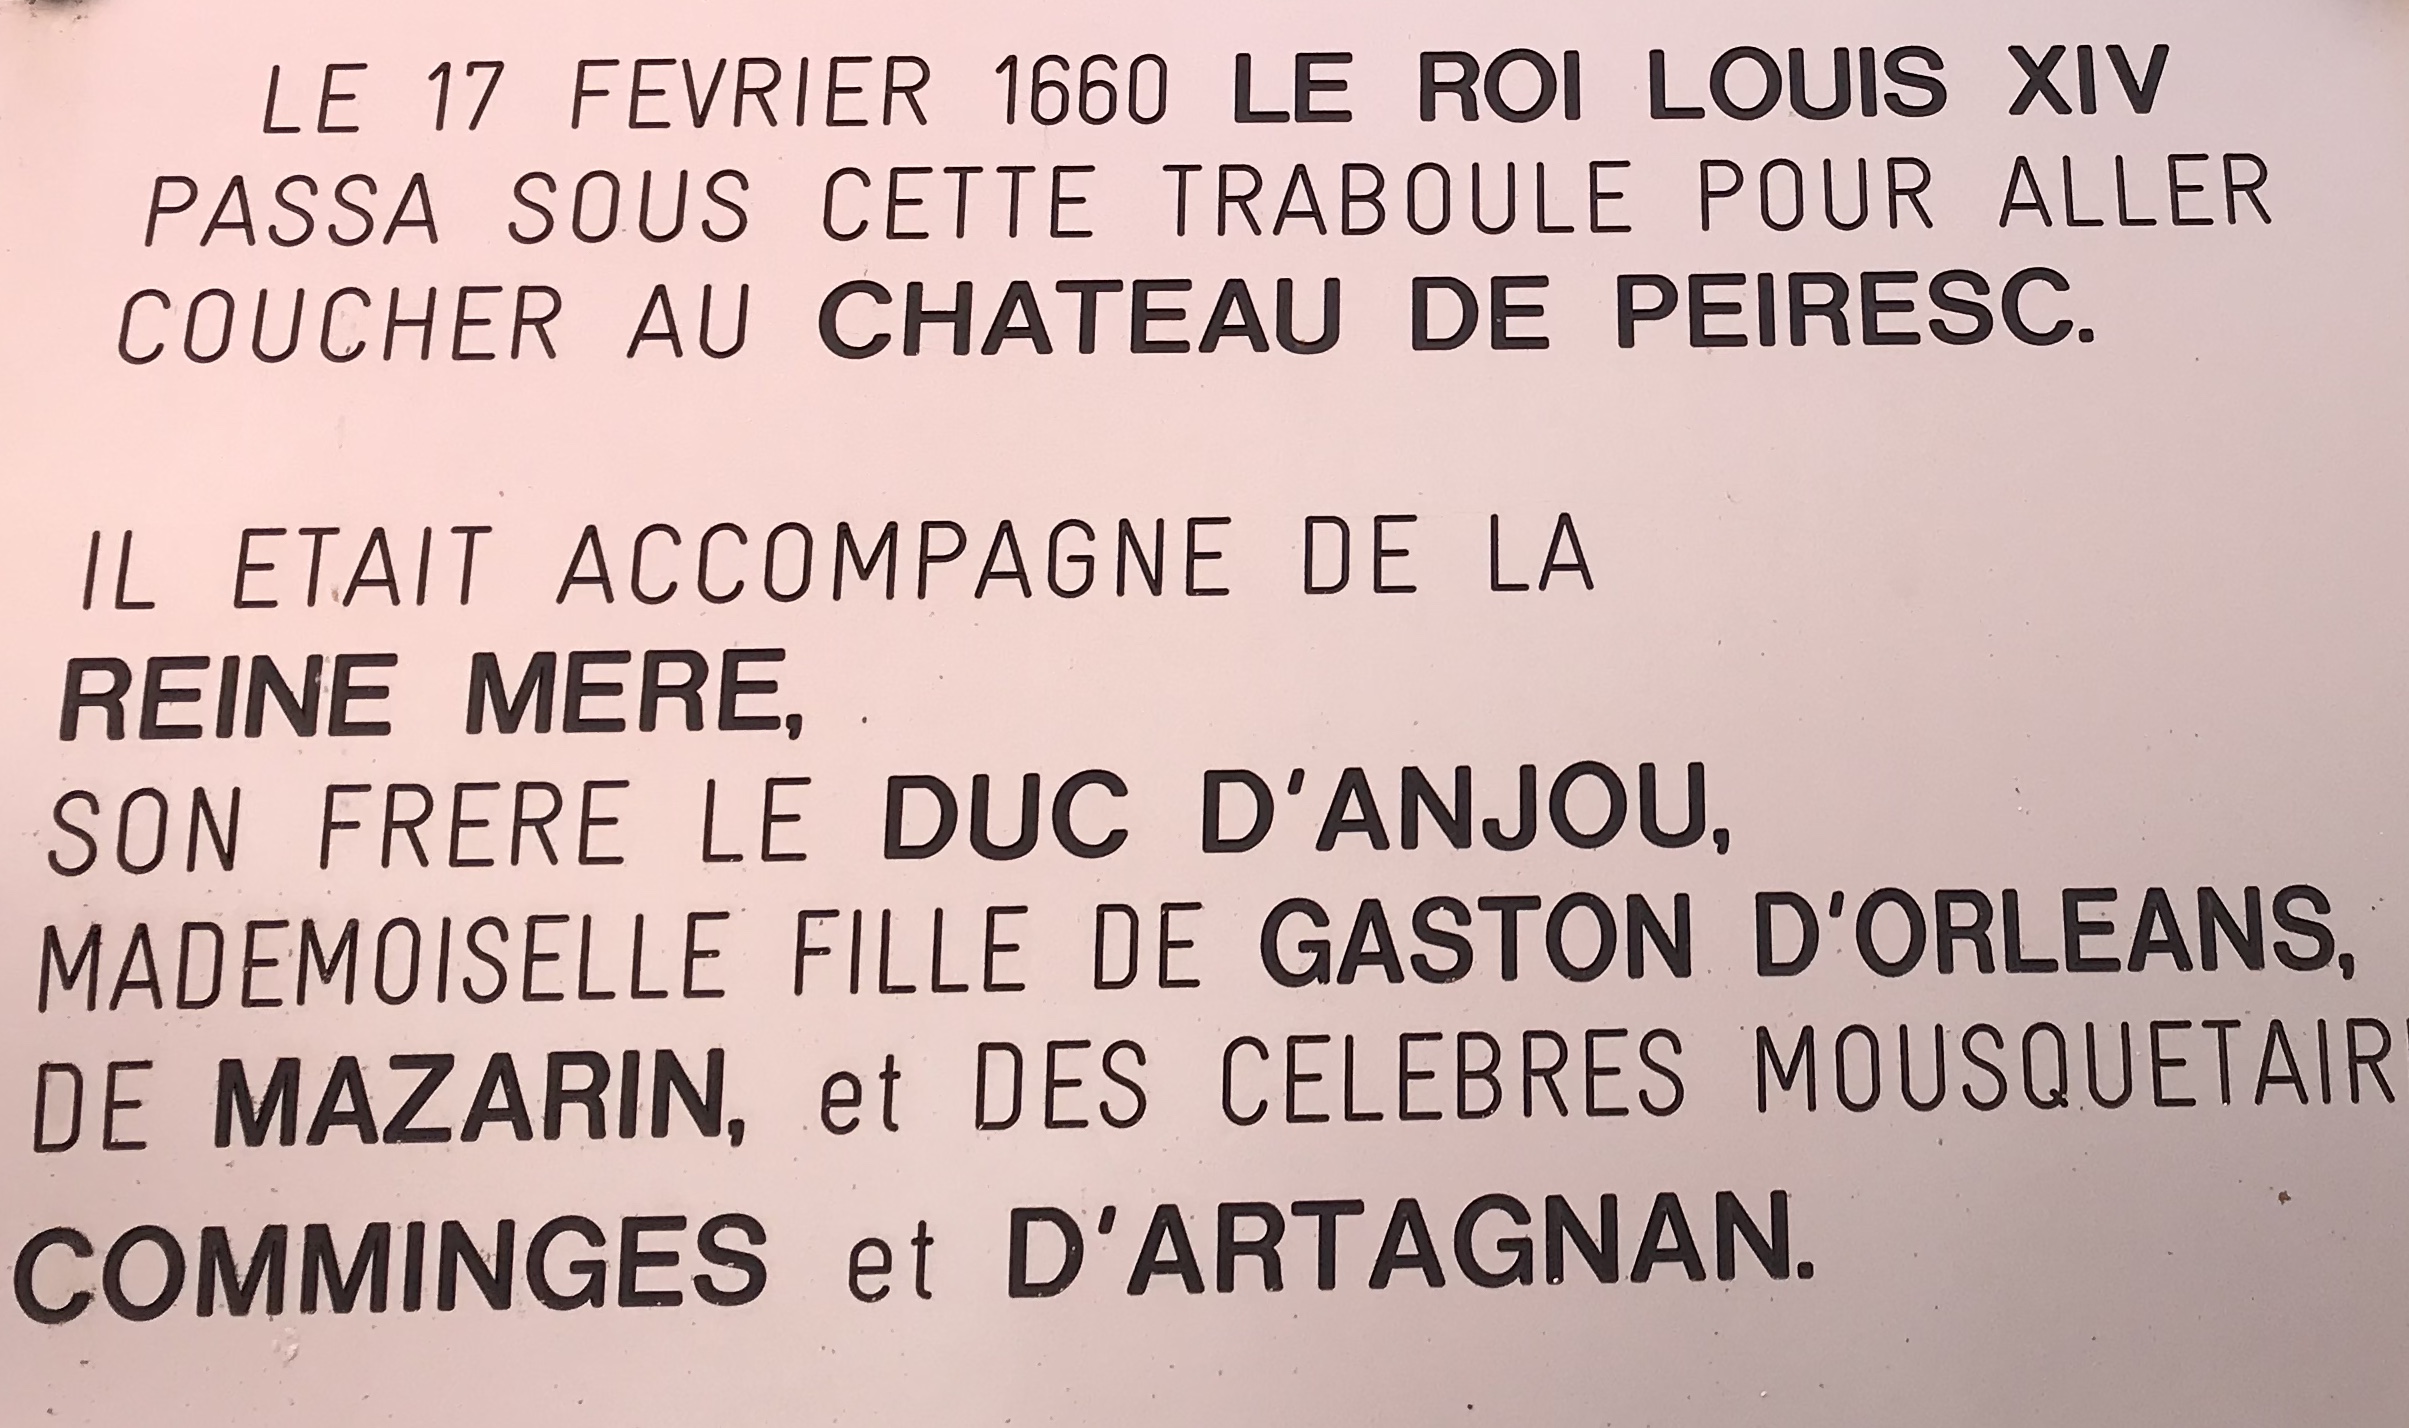 LE 17 FEVRIER 1660 LE ROI LOUIS XIV
PASSA SOUS CETTE TRABOULE POUR ALLER
COUCHER AU CHATEAU DE PEIRESC.
IL ETAIT ACCOMPAGNE DE LA
REINE MERE,
SON FRERE LE DUC D'ANJOU,
MADEMOISELLE FILLE DE GASTON D'ORLEANS,
DE MAZARIN, et DES CELEBRES MOUSQUETAIR
COMMINGES et D'ARTAGNAN.